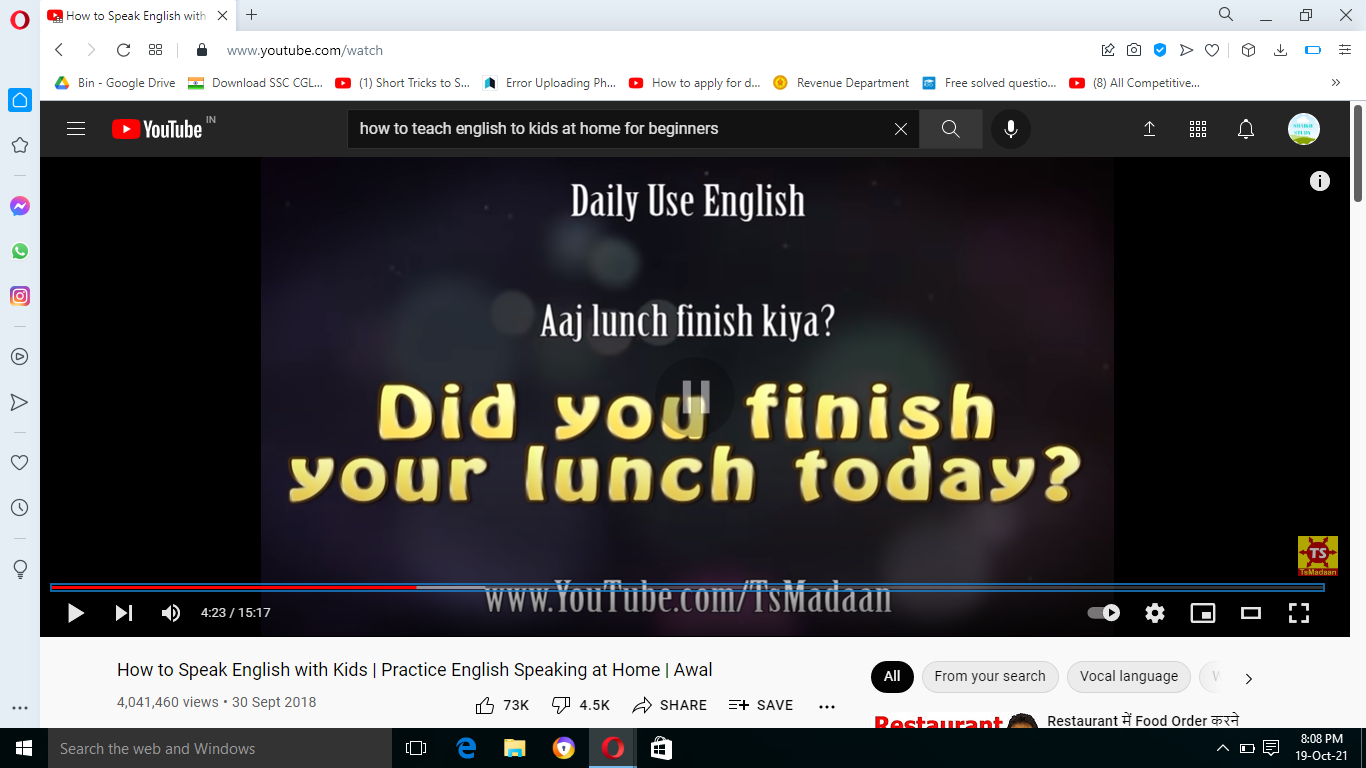 How to Speak English with
www.youtube.com/watch
Bin - Google Drive
Download SSC CGL...
(1) Short Tricks to S...
Error Uploading Ph...
How to apply for d...
Revenue Department
Free solved questio...
(8) All Competitive...
YouTube IN
how to teach english to kids at home for beginners
Daily Use English
Aaj lunch finish kiya?
Did you finish
your lunch today?
TS
TsMadaan
www.YouTube.com/TsMadaan
4:23 / 15:17
How to Speak English with Kids | Practice English Speaking at Home | Awal
All
From your search
Vocal language
4,041,460 views • 30 Sept 2018
73K
4.5K
SHARE
SAVE
Restaurant
Restaurant में Food Order करने
Search the web and Windows
8:08 PM
19-Oct-21